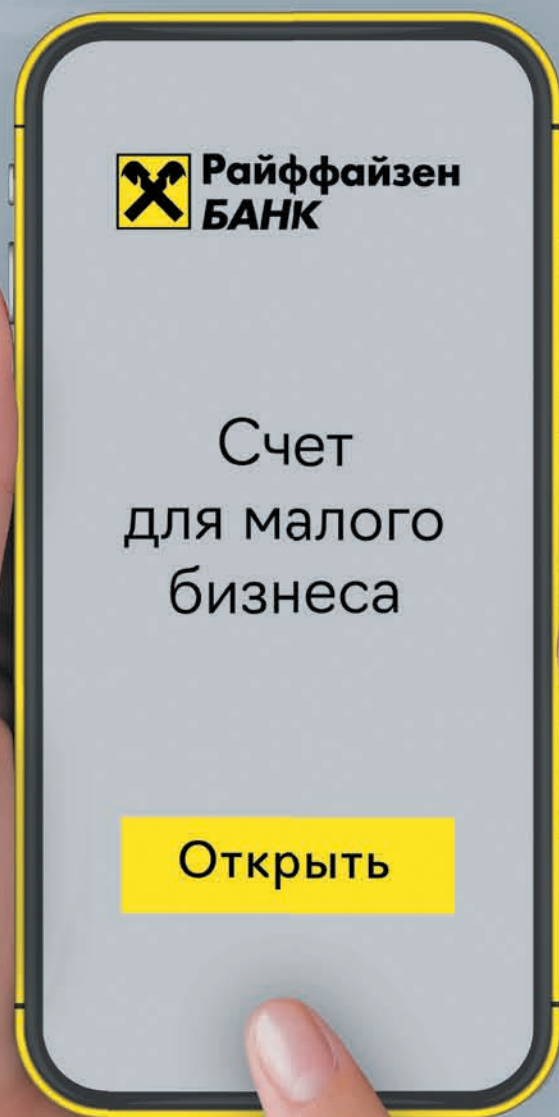 Райффайзен
БАНК
Счет
для малого
бизнеса
Открыть